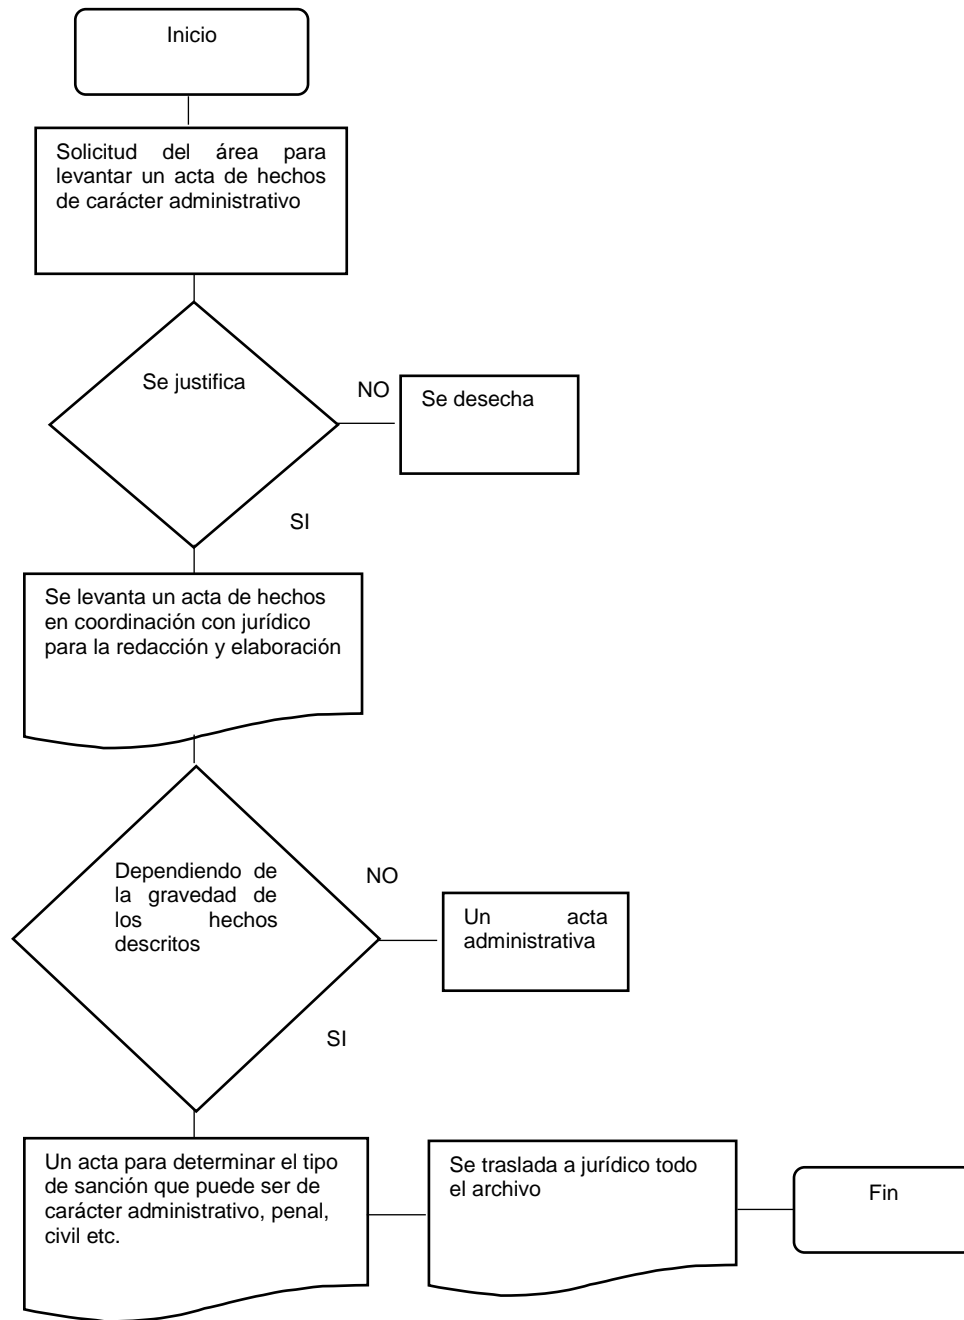 Inicio
Solicitud del área para
levantar un acta de hechos
de carácter administrativo
Se justifica
NO
Se desecha
SI
Se levanta un acta de hechos
en coordinación con jurídico
para la redacción y elaboración
Dependiendo de
la gravedad de
los hechos
descritos
NO
Un acta
administrativa
SI
Un acta para determinar el tipo
de sanción que puede ser de
carácter administrativo, penal,
civil etc.
Se traslada a jurídico todo
el archivo
Fin